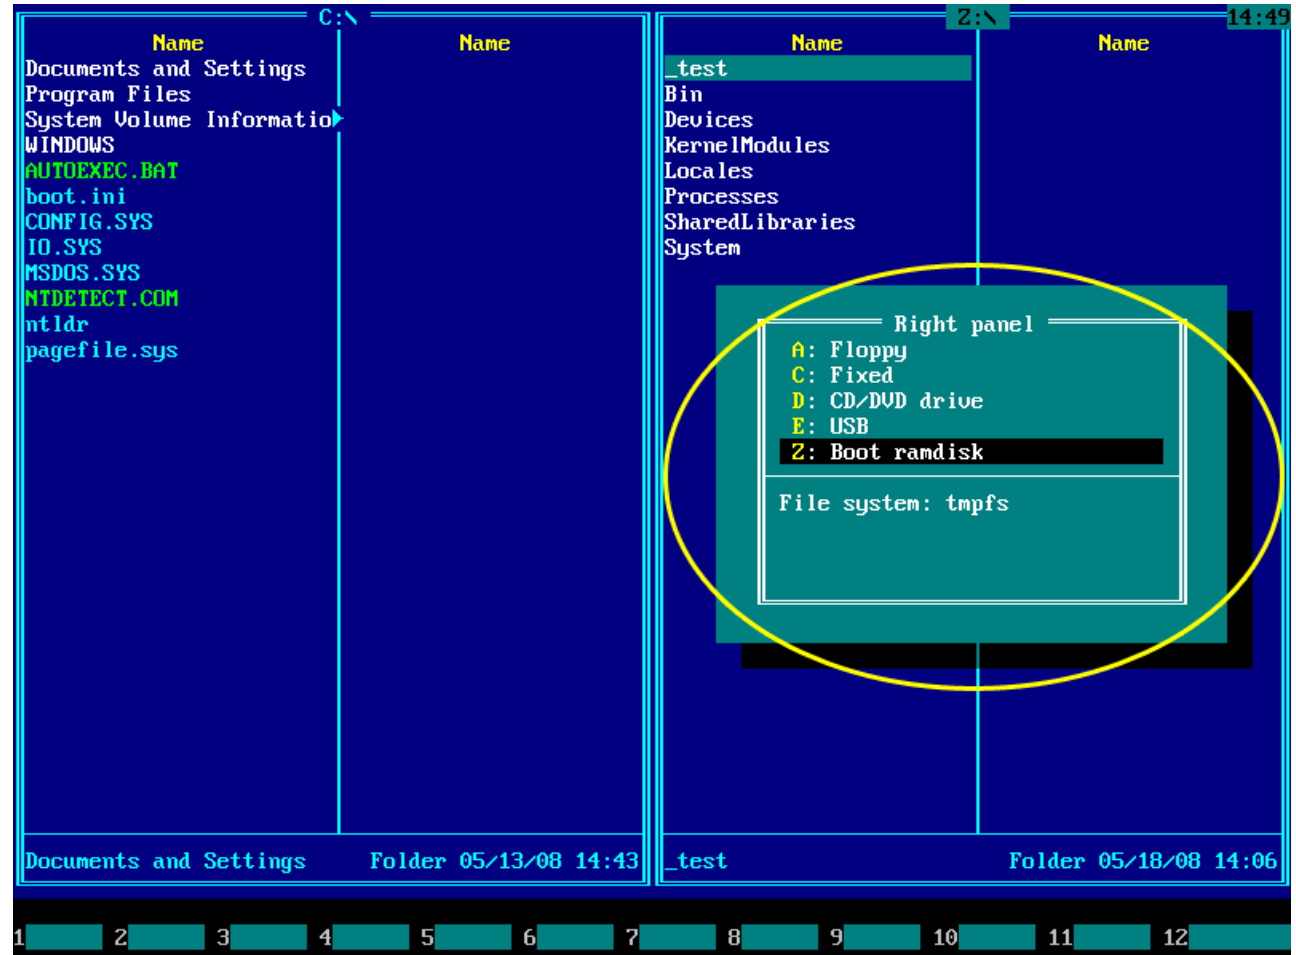 C:\
Name Name
Documents and Settings
Program Files
System Volume Informatio
WINDOWS
AUTOEXEC.BAT
boot.ini
CONFIG.SYS
IO.SYS
MSDOS.SYS
NTDETECT.COM
ntldr
pagefile.sys
Documents and Settings Folder 05/13/08 14:43
Z:\ 14:49
Name Name
_test
Bin
Devices
KernelModules
Locales
Processes
SharedLibraries
System
Right panel
A: Floppy
C: Fixed
D: CD/DVD drive
E: USB
Z: Boot ramdisk
File system: tmpfs
_test Folder 05/18/08 14:06
1 2 3 4 5 6 7 8 9 10 11 12